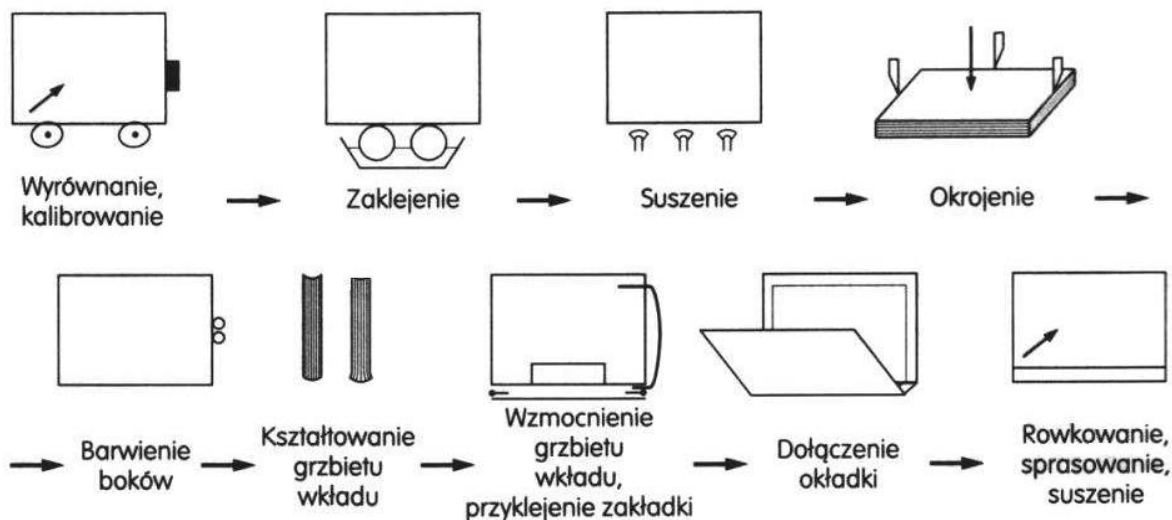 Wyrównanie,
kalibrowanie
Zaklejenie
Suszenie
Okrojenie
Barwienie
boków
Kształtowanie
grzbietu
wkładu
Wzmocnienie
grzbietu
wkładu,
przyklejenie zakładki
Dołączenie
okładki
Rowkowanie,
sprasowanie,
suszenie